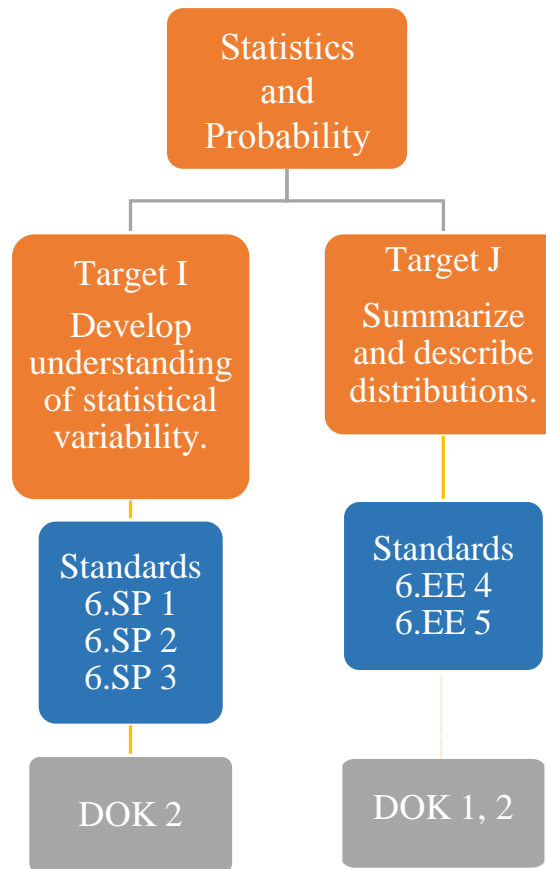 Statistics
and
Probability
Target I
Develop
understanding
of statistical
variability.
Target J
Summarize
and describe
distributions.
Standards
6.SP 1
6.SP 2
6.SP 3
Standards
6.EE 4
6.EE 5
DOK 2
DOK 1, 2